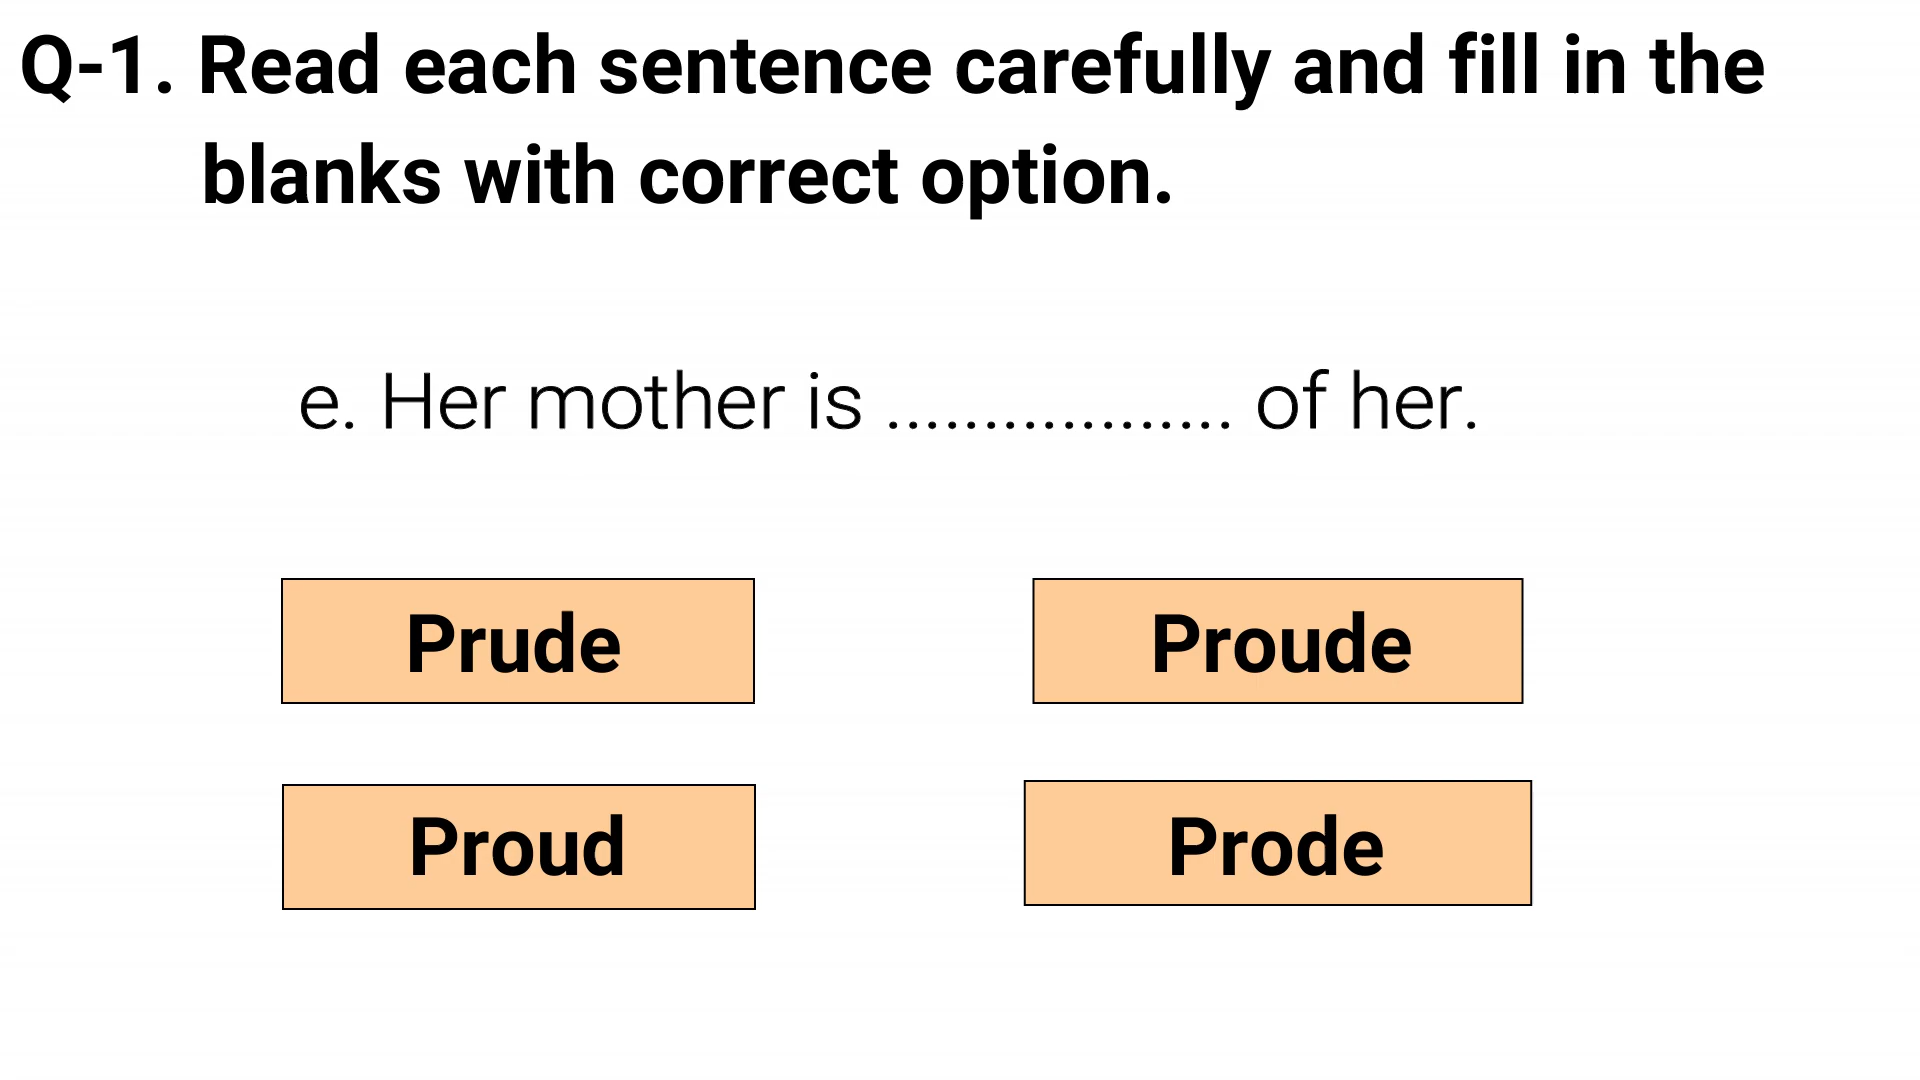 Q-1. Read each sentence carefully and fill in the
blanks with correct option.
e. Her mother is ................. of her.
Prude
Proude
Proud
Prode